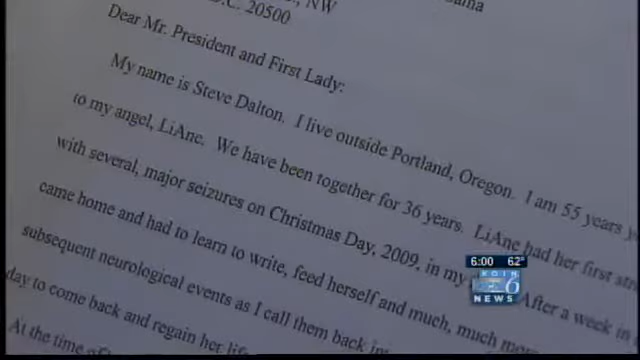 NW
D.C. 20500
Dear Mr. President and First Lady:
My name is Steve Dalton. I live outside Portland, Oregon. I am 55 years
to my angel, LiAne. We have been together for 36 years. LiAne had her first
with several, major seizures on Christmas Day, 2009, in my
After a week in
came home and had to learn to write, feed herself and much, much more
subsequent neurological events as I call them back
day to come back and regain her life
At the time of
6:00 62°
KOIN
6
NEWS